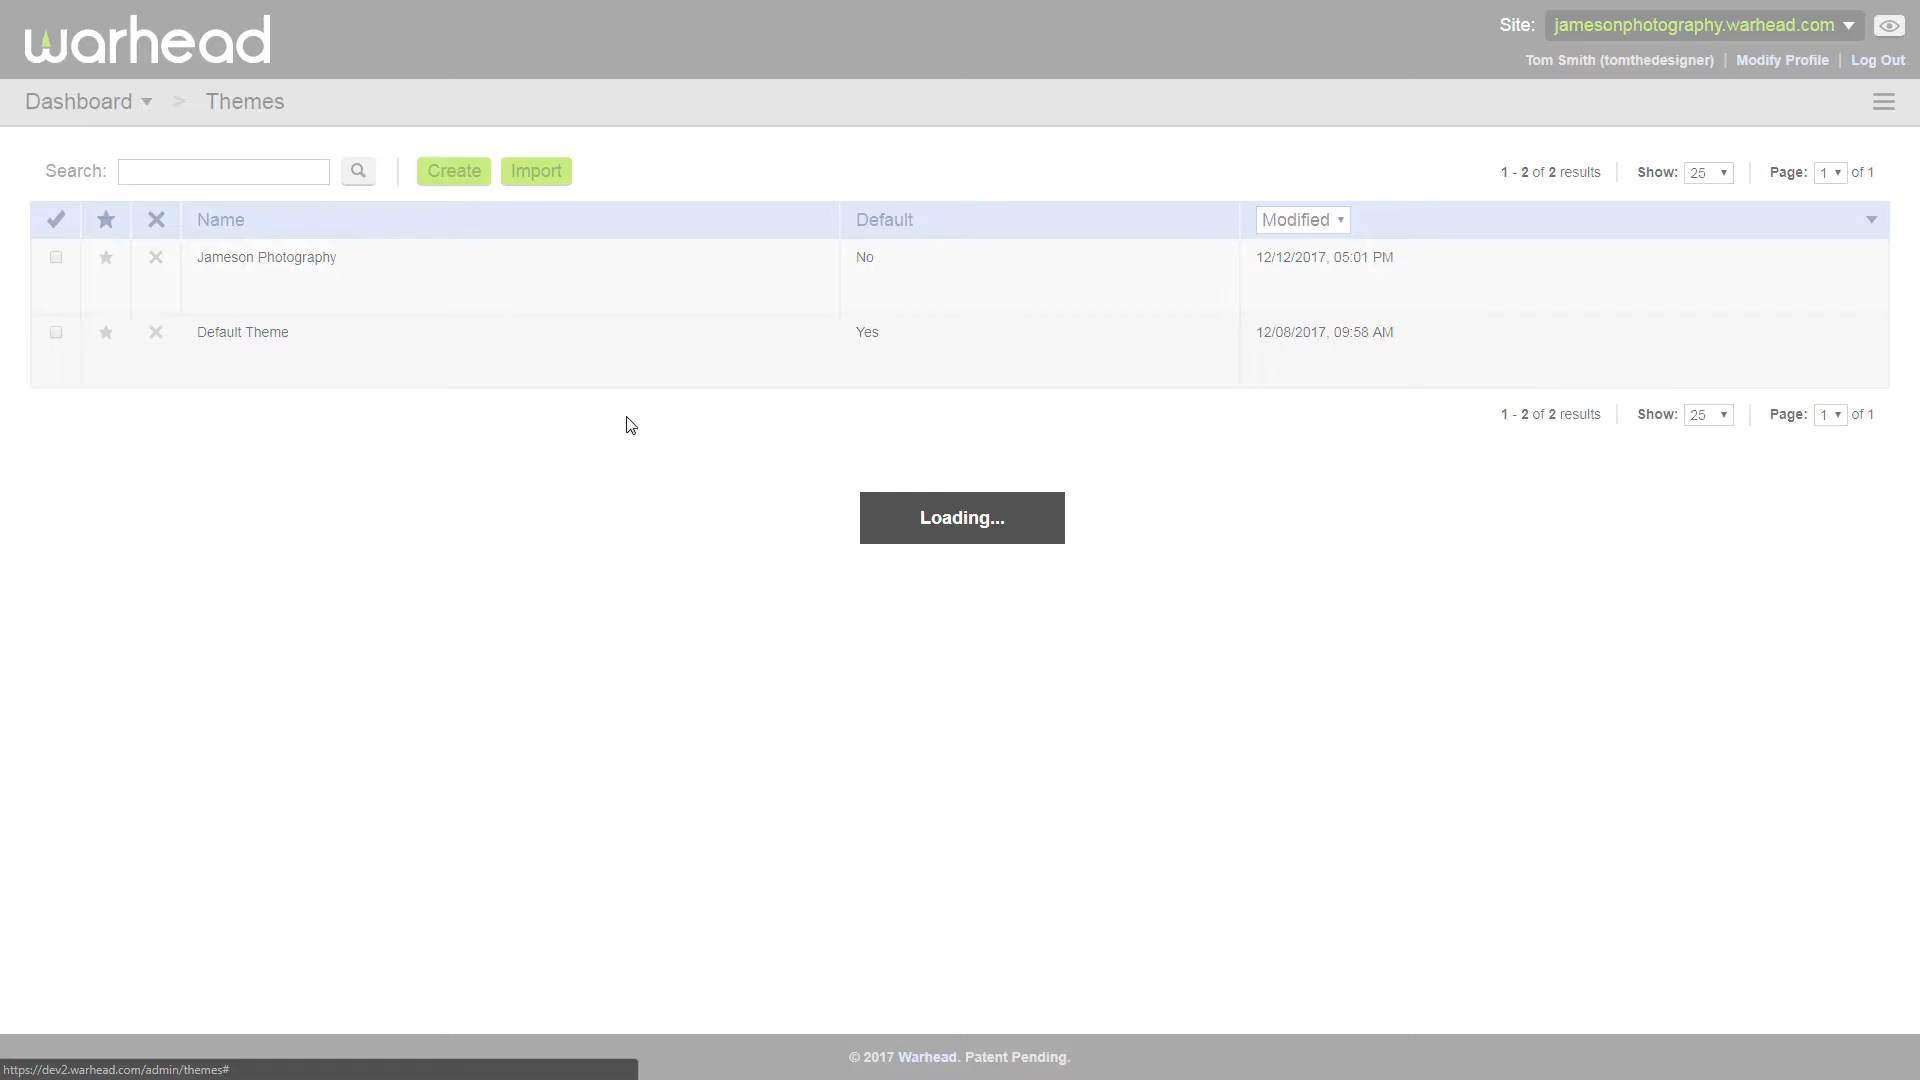 warhead
Site: jamesonphotography.warhead.com
Tom Smith (tomthedesigner) | Modify Profile | Log Out
Dashboard > Themes
Search: Create Import 1 - 2 of 2 results Show: 25 Page: 1 of 1
Name Default Modified
Jameson Photography No 12/12/2017, 05:01 PM
Default Theme Yes 12/08/2017, 09:58 AM
1 - 2 of 2 results Show: 25 Page: 1 of 1
Loading...
© 2017 Warhead. Patent Pending.
https://dev2.warhead.com/admin/themes#